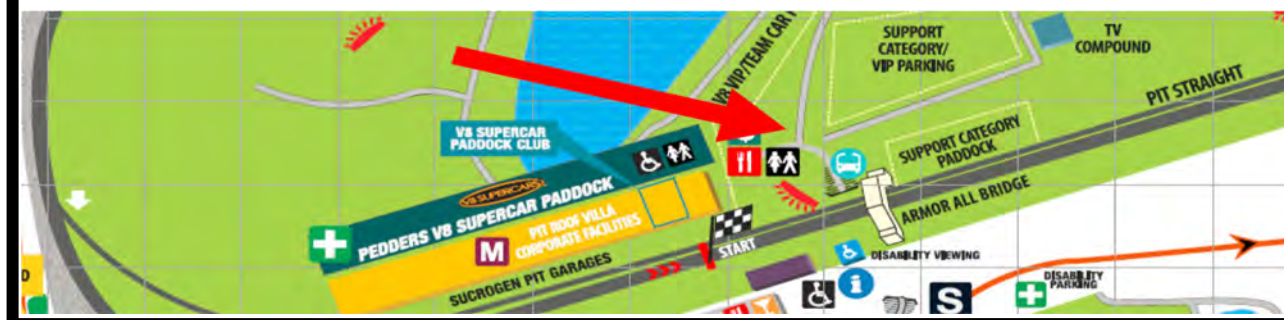 SUPPORT
CATEGORY/
VIP PARKING
TV
COMPOUND
V8 VIP/TEAM CAR
PIT STRAIGHT
V8 SUPERCAR
PADDOCK CLUB
SUPPORT CATEGORY
PADDOCK
V8 SUPERCARS
PEDDERS V8 SUPERCAR PADDOCK
PIT ROOF VILLA
CORPORATE FACILITIES
M
ARMOR ALL BRIDGE
START
SUCROGEN PIT GARAGES
DISABILITY VIEWING
i
S
DISABILITY
PARKING
D